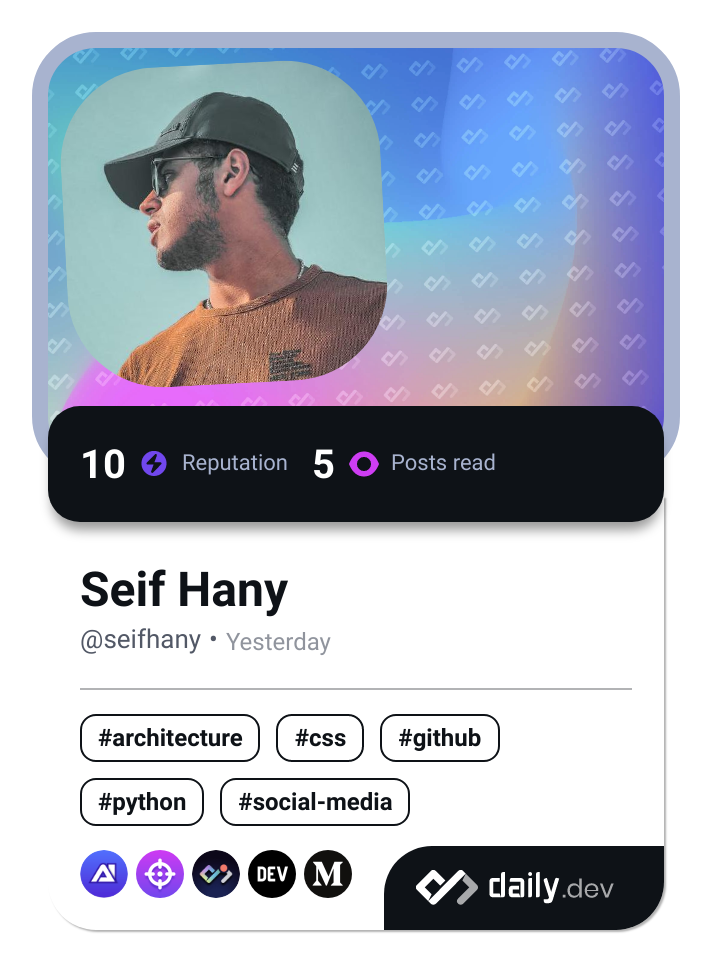 10 Reputation 5 Posts read
Seif Hany
@seifhany • Yesterday
#architecture #css #github
#python #social-media
DEV M
daily.dev